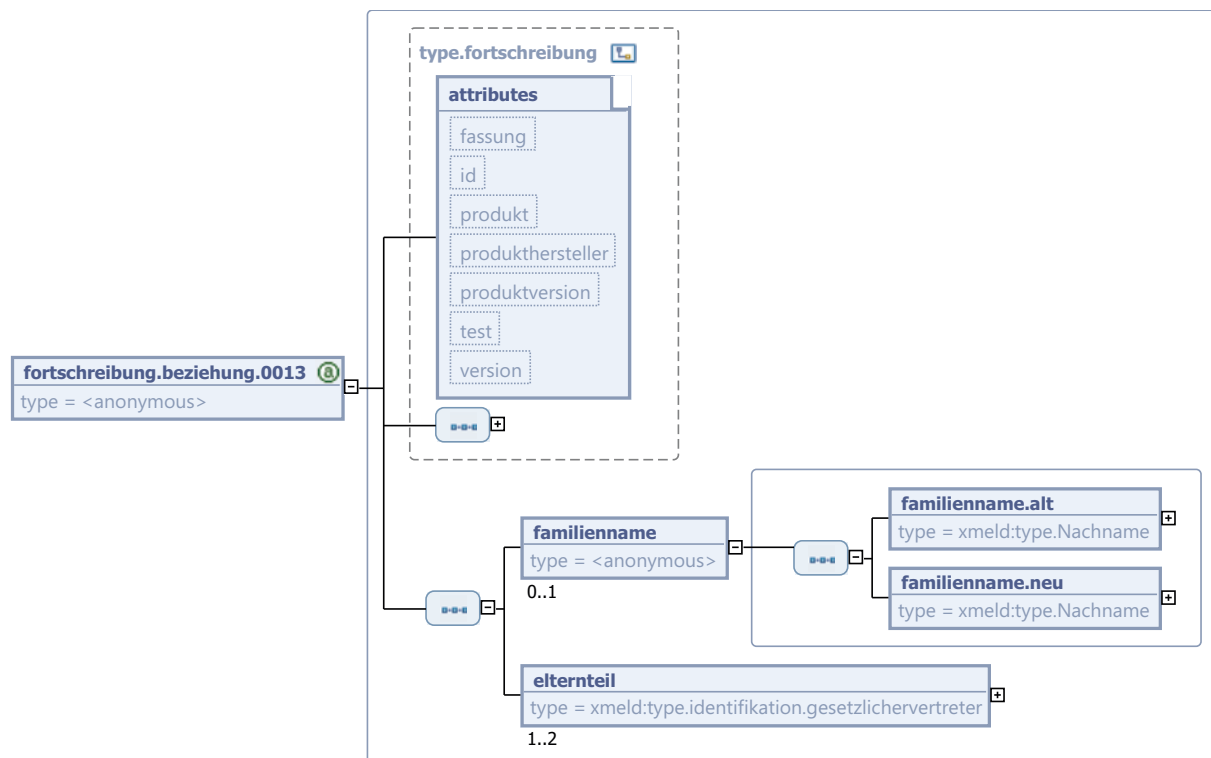 type.fortschreibung
attributes
fassung
id
produkt
produkthersteller
produktversion
test
version
fortschreibung.beziehung.0013 @
type = <anonymous>
familienname
type = <anonymous>
0..1
familienname.alt
type = xmeld:type.Nachname
familienname.neu
type = xmeld:type.Nachname
elternteil
type = xmeld:type.identifikation.gesetzlichervertreter
1..2